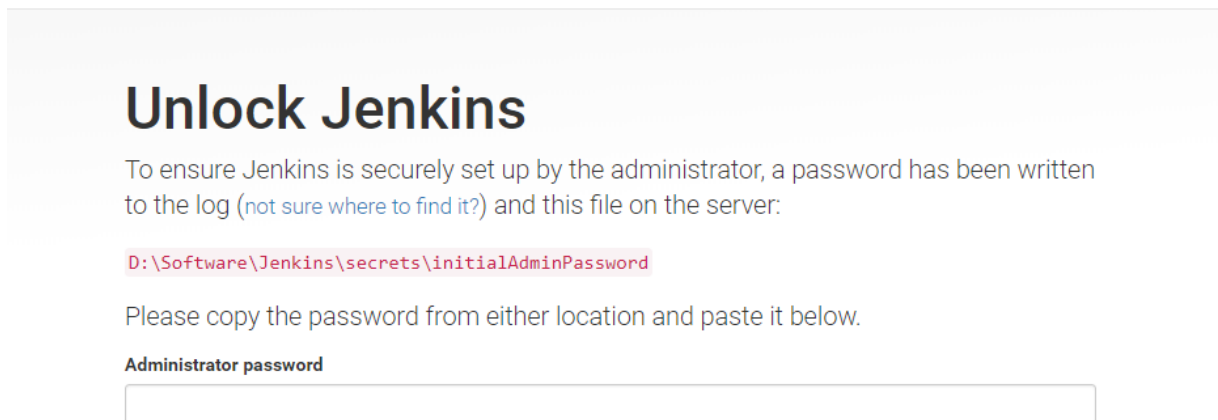 Unlock Jenkins
To ensure Jenkins is securely set up by the administrator, a password has been written
to the log (not sure where to find it?) and this file on the server:
D:\Software\Jenkins\secrets\initialAdminPassword
Please copy the password from either location and paste it below.
Administrator password